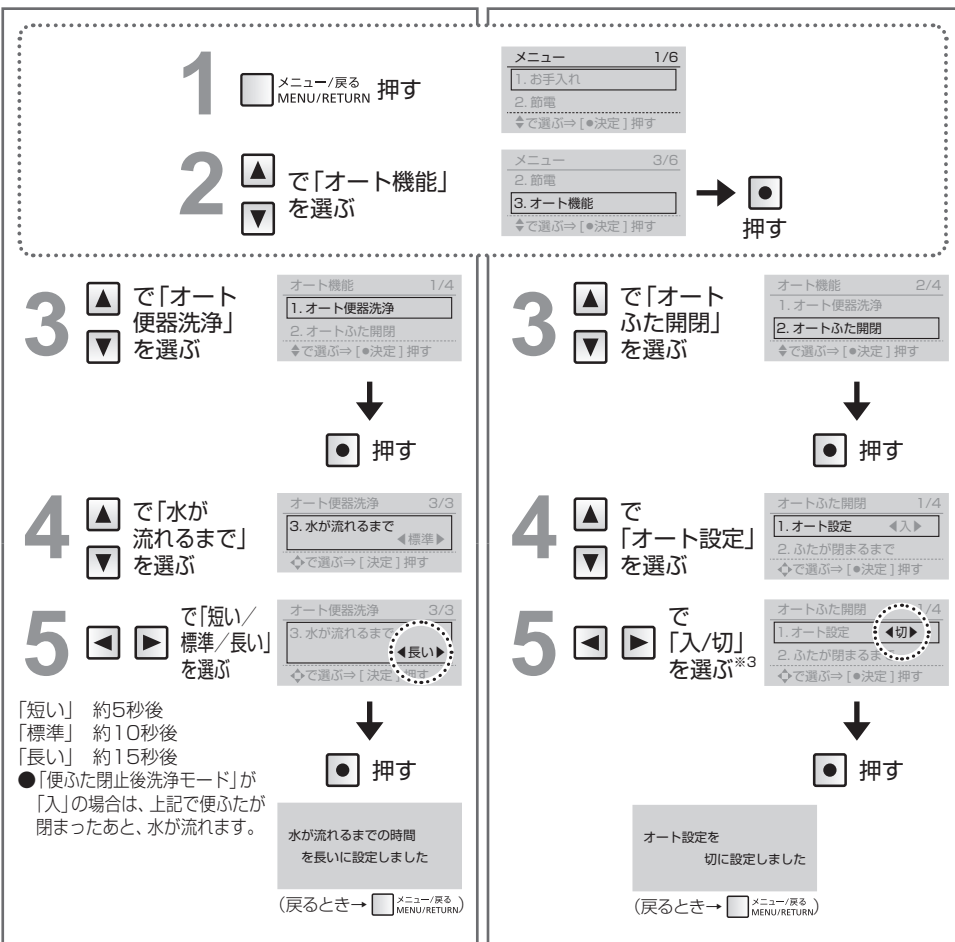 1
メニュー/戻る
MENU/RETURN
押す
メニュー 1/6
1. お手入れ
2. 節電
で選ぶ⇒[●決定]押す
2
▲
▼
で「オート機能」
を選ぶ
メニュー 3/6
2. 節電
3. オート機能
で選ぶ⇒[●決定]押す
→
押す
3
▲
▼
で「オート
便器洗浄」
を選ぶ
オート機能 1/4
1. オート便器洗浄
2. オートふた開閉
で選ぶ⇒[●決定]押す
押す
4
▲
▼
で「水が
流れるまで」
を選ぶ
オート便器洗浄 3/3
3. 水が流れるまで
◀標準▶
で選ぶ⇒[決定]押す
5
◀ ▶
で「短い/
標準/長い」
を選ぶ
オート便器洗浄 3/3
3. 水が流れるまで
◀長い▶
で選ぶ⇒[決定]押す
「短い」 約5秒後
「標準」 約10秒後
「長い」 約15秒後
●「便ふた閉止後洗浄モード」が
「入」の場合は、上記で便ふたが
閉まったあと、水が流れます。
押す
水が流れるまでの時間
を長いに設定しました
(戻るとき→ メニュー/戻る
MENU/RETURN)
3
▲
▼
で「オート
ふた開閉」
を選ぶ
オート機能 2/4
1. オート便器洗浄
2. オートふた開閉
で選ぶ⇒[●決定]押す
押す
4
▲
▼
で
「オート設定」
を選ぶ
オートふた開閉 1/4
1. オート設定 ◀入▶
2. ふたが閉まるまで
で選ぶ⇒[●決定]押す
5
◀ ▶
で
「入/切」
を選ぶ※3
オートふた開閉 1/4
1. オート設定 ◀切▶
2. ふたが閉まるまで
で選ぶ⇒[●決定]押す
押す
オート設定を
切に設定しました
(戻るとき→ メニュー/戻る
MENU/RETURN)